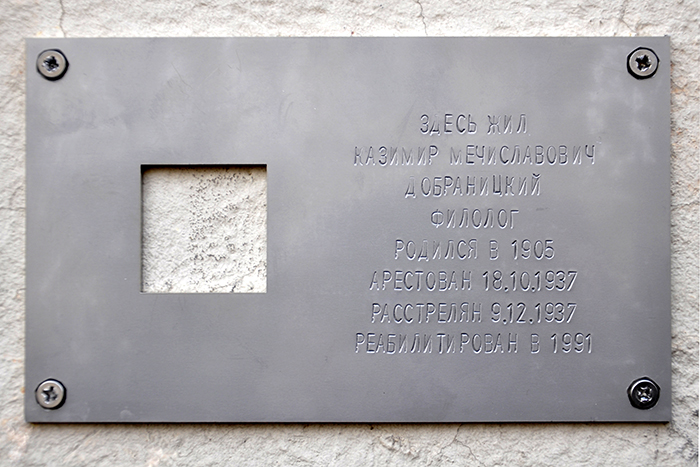 ЗДЕСЬ ЖИЛ
КАЗИМИР МЕЧИСЛАВОВИЧ
ДОБРАНИЦКИЙ
ФИЛОЛОГ
РОДИЛСЯ В 1905
АРЕСТОВАН 18.10.1937
РАССТРЕЛЯН 9.12.1937
РЕАБИЛИТИРОВАН В 1991